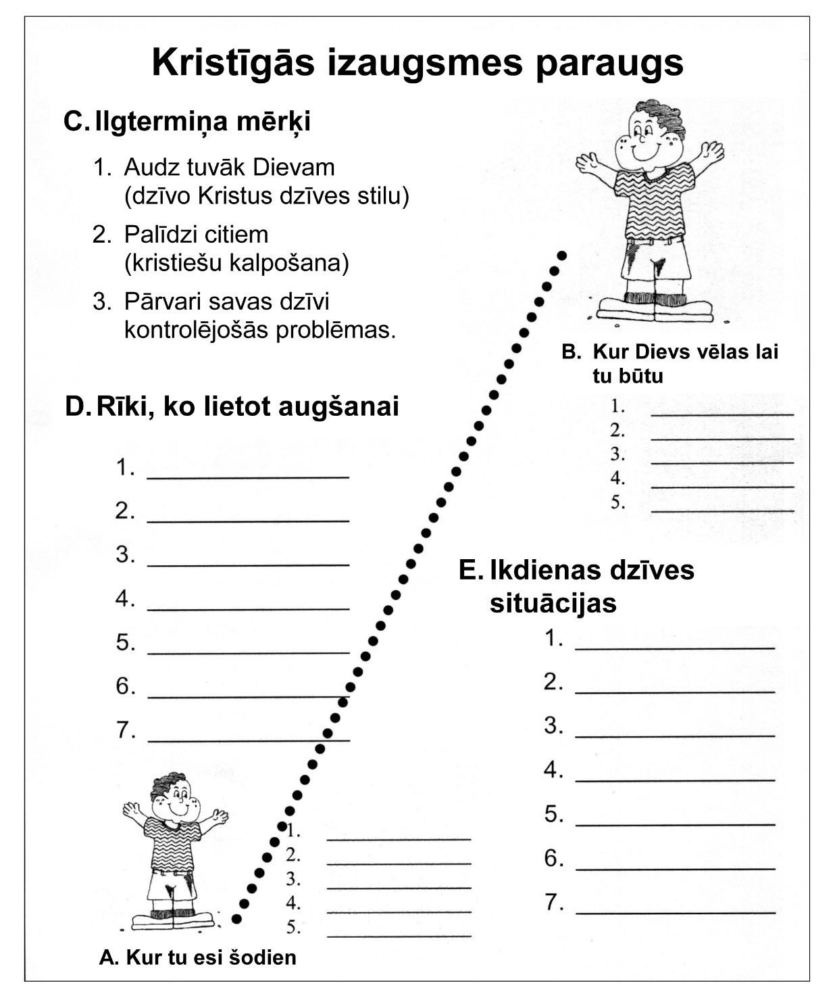 Kristīgās izaugsmes paraugs
C. Ilgtermiņa mērķi
1. Audz tuvāk Dievam
(dzīvo Kristus dzīves stilu)
2. Palīdzi citiem
(kristiešu kalpošana)
3. Pārvari savas dzīvi
kontrolējošās problēmas.
B. Kur Dievs vēlas lai
tu būtu
1.
2.
3.
4.
5.
D. Rīki, ko lietot augšanai
1.
2.
3.
4.
5.
6.
7.
E. Ikdienas dzīves
situācijas
1.
2.
3.
4.
5.
6.
7.
1.
2.
3.
4.
5.
A. Kur tu esi šodien